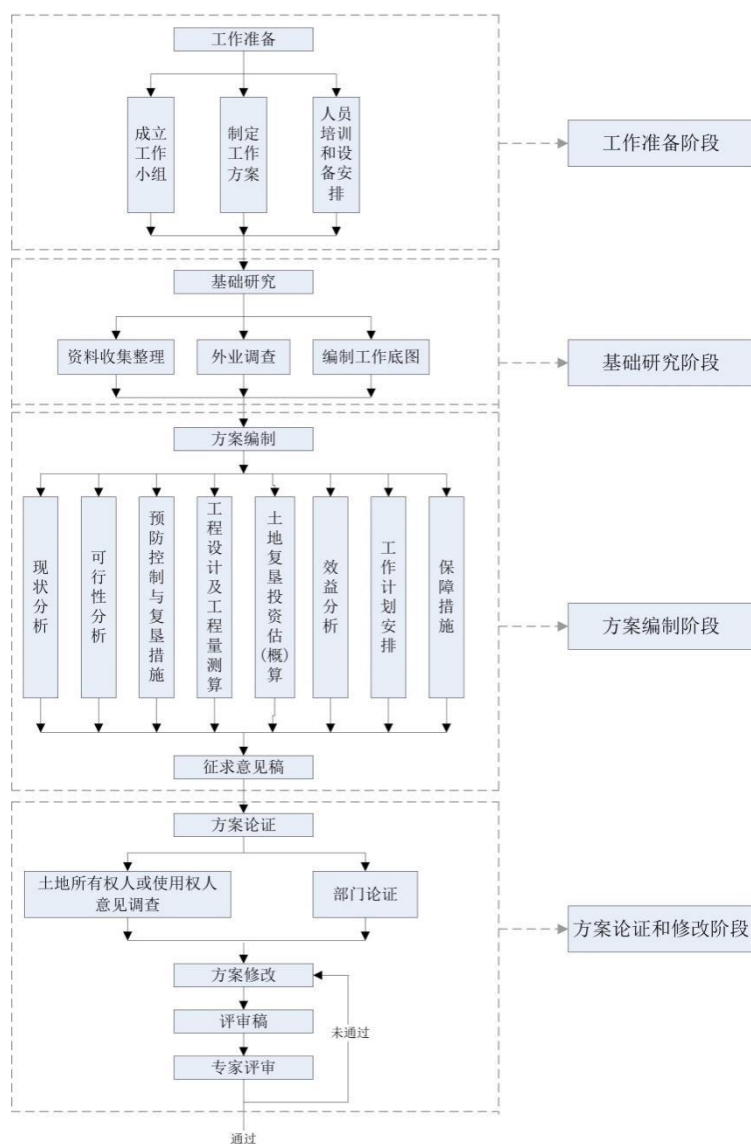 工作准备
成立
工作
小组
制定
工作
方案
人员
培训
和设
备安
排
工作准备阶段
基础研究
资料收集整理
外业调查
编制工作底图
基础研究阶段
方案编制
现状分析
可行性分析
预防控制与复垦措施
工程设计及工程量测算
土地复垦投资估(概)算
效益分析
工作计划安排
保障措施
方案编制阶段
征求意见稿
方案论证
土地所有权人或使用权人
意见调查
部门论证
方案论证和修改阶段
方案修改
评审稿
未通过
专家评审
通过